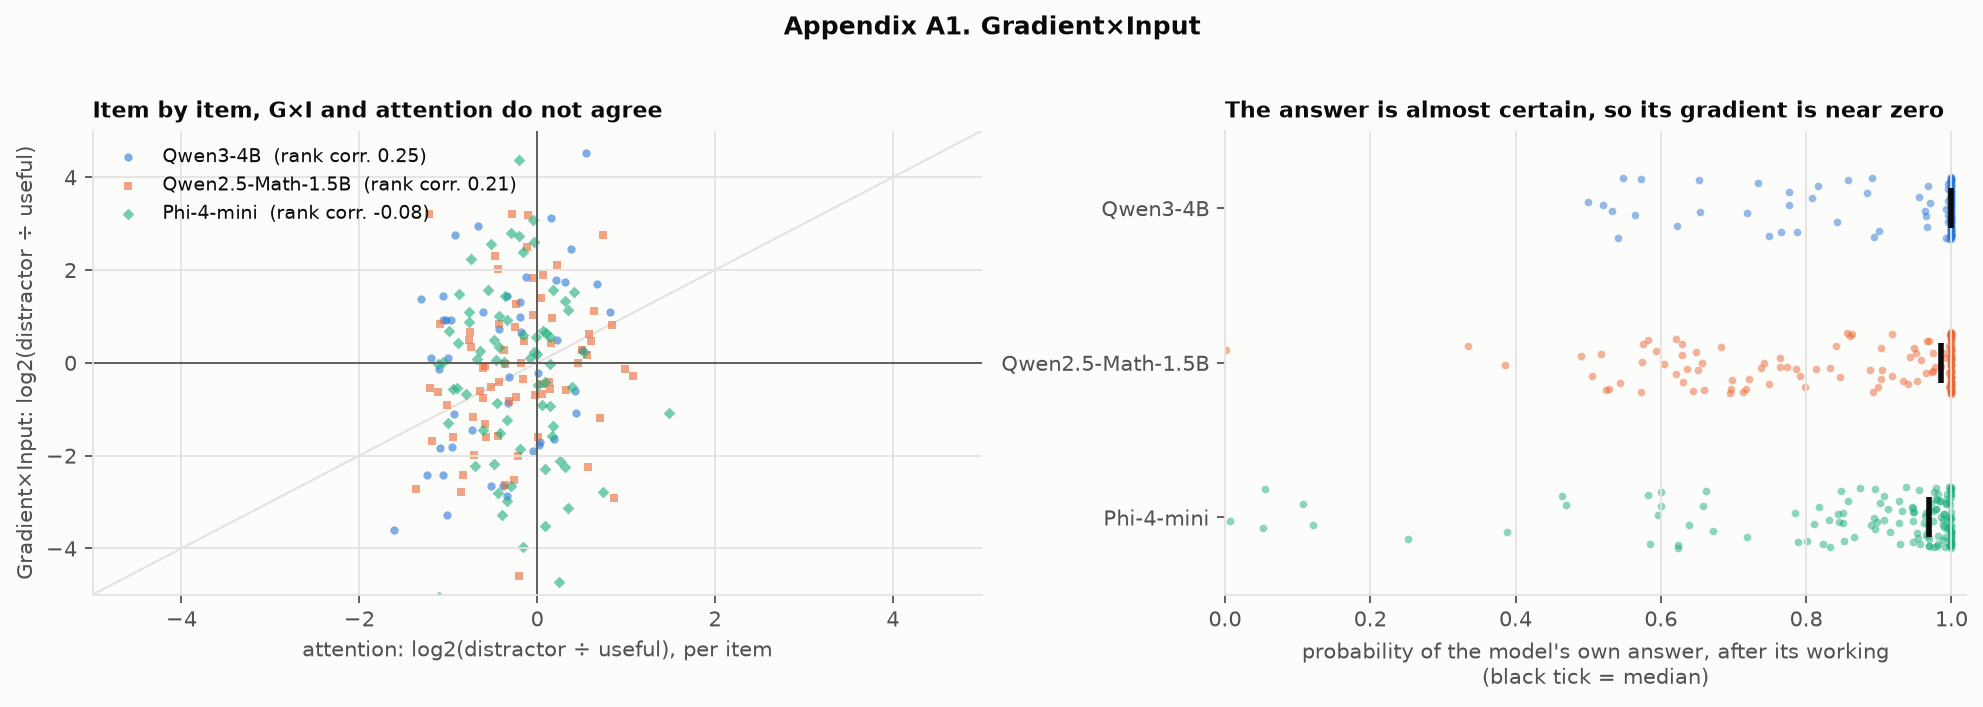 Appendix A1. Gradient×Input
Item by item, G×I and attention do not agree
Qwen3-4B (rank corr. 0.25)
Qwen2.5-Math-1.5B (rank corr. 0.21)
Phi-4-mini (rank corr. -0.08)
Gradient×Input: log2(distractor ÷ useful)
4
2
0
−2
−4
−4 −2 0 2 4
attention: log2(distractor ÷ useful), per item
The answer is almost certain, so its gradient is near zero
Qwen3-4B
Qwen2.5-Math-1.5B
Phi-4-mini
0.0 0.2 0.4 0.6 0.8 1.0
probability of the model's own answer, after its working
(black tick = median)